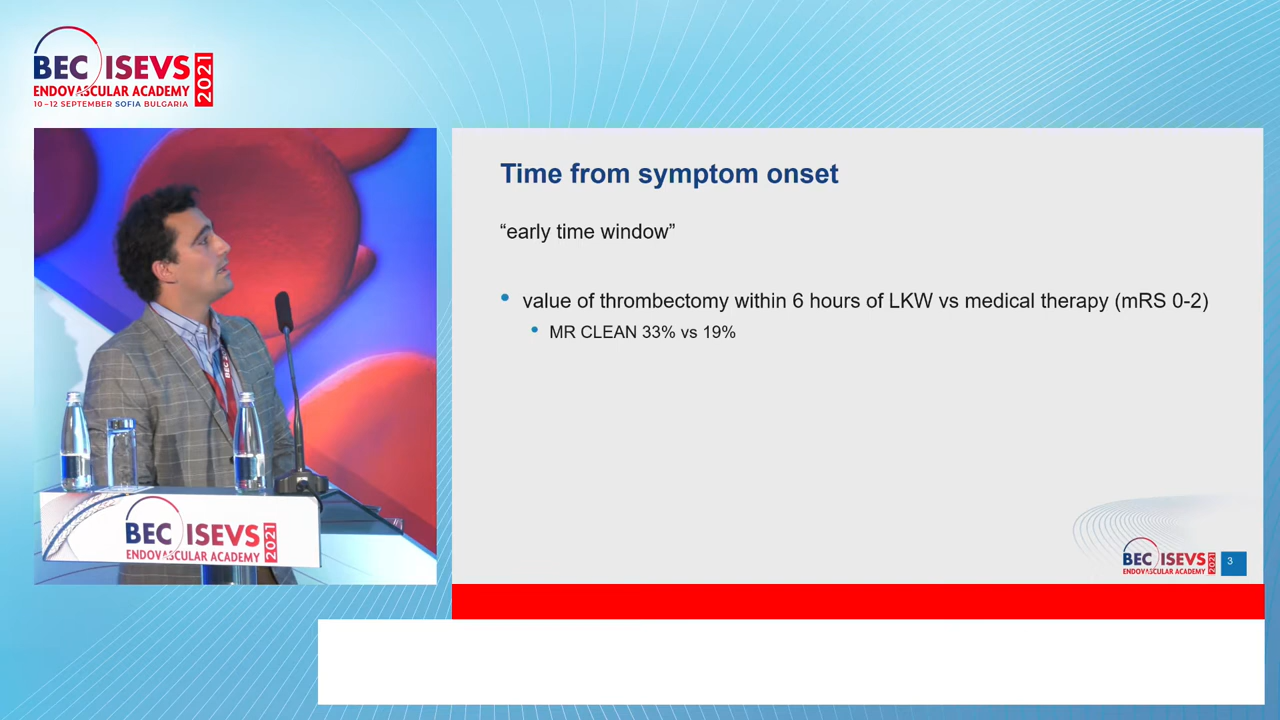 BEC ISEVS 2021
ENDOVASCULAR ACADEMY
10–12 SEPTEMBER SOFIA BULGARIA
Time from symptom onset
“early time window”
• value of thrombectomy within 6 hours of LKW vs medical therapy (mRS 0-2)
• MR CLEAN 33% vs 19%
BEC
BEC ISEVS 2021
ENDOVASCULAR ACADEMY
BEC ISEVS 2021
ENDOVASCULAR ACADEMY
3